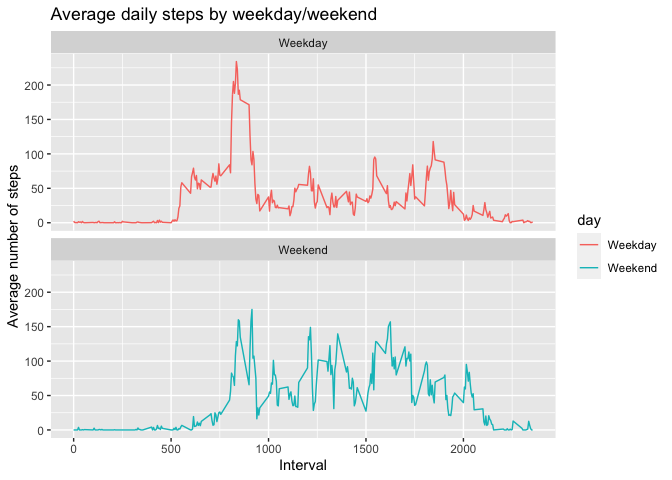 Average daily steps by weekday/weekend
Weekday
200
150
100
50
0
Weekend
200
150
100
50
0
Average number of steps
0 500 1000 1500 2000
Interval
day
Weekday
Weekend